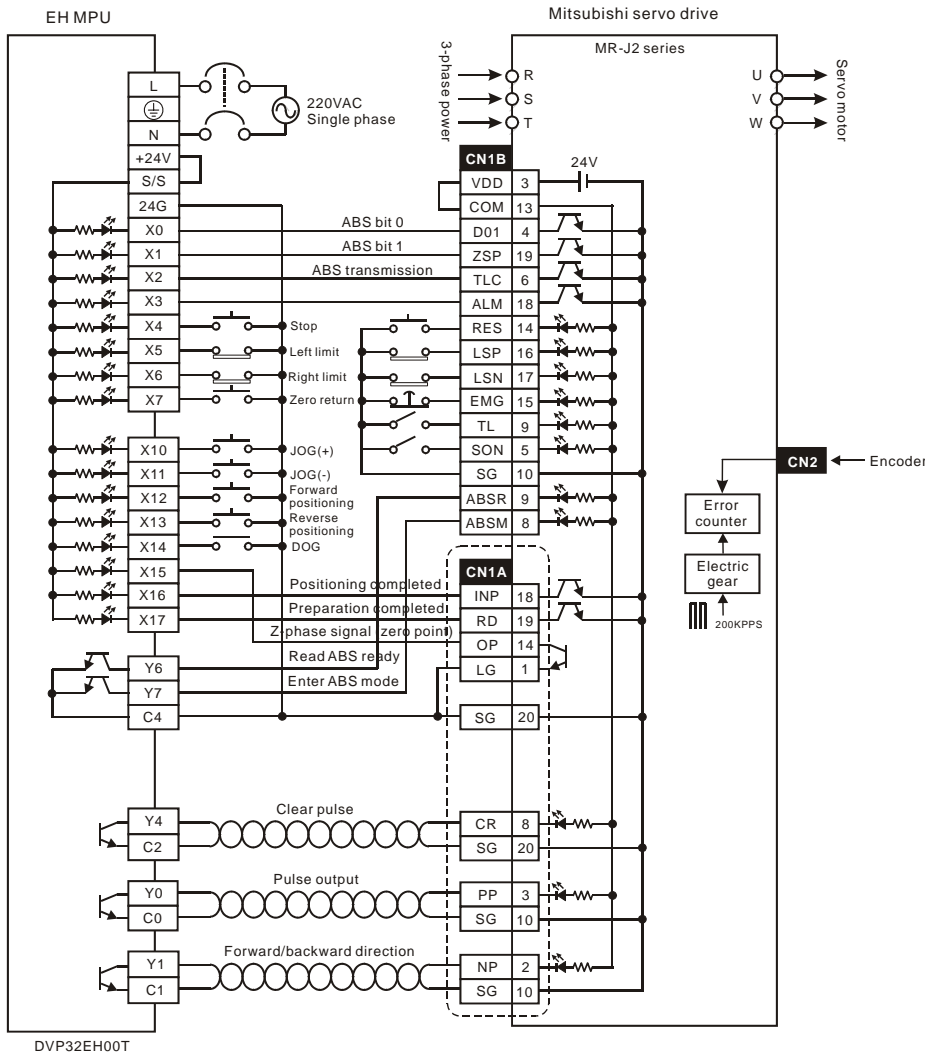 EH MPU
Mitsubishi servo drive
MR-J2 series
3-phase power
R
S
T
U
V
W
Servo motor
L
N
220VAC
Single phase
+24V
S/S
24G
X0
X1
X2
X3
X4
X5
X6
X7
X10
X11
X12
X13
X14
X15
X16
X17
Y6
Y7
C4
Y4
C2
Y0
C0
Y1
C1
ABS bit 0
ABS bit 1
ABS transmission
Stop
Left limit
Right limit
Zero return
JOG(+)
JOG(-)
Forward
positioning
Reverse
positioning
DOG
Positioning completed
Preparation completed
Z-phase signal (zero point)
Read ABS ready
Enter ABS mode
Clear pulse
Pulse output
Forward/backward direction
CN1B
24V
VDD 3
COM 13
D01 4
ZSP 19
TLC 6
ALM 18
RES 14
LSP 16
LSN 17
EMG 15
TL 9
SON 5
SG 10
ABSR 9
ABSM 8
CN1A
INP 18
RD 19
OP 14
LG 1
SG 20
CR 8
SG 20
PP 3
SG 10
NP 2
SG 10
CN2
Encoder
Error
counter
Electric
gear
200KPPS
DVP32EH00T